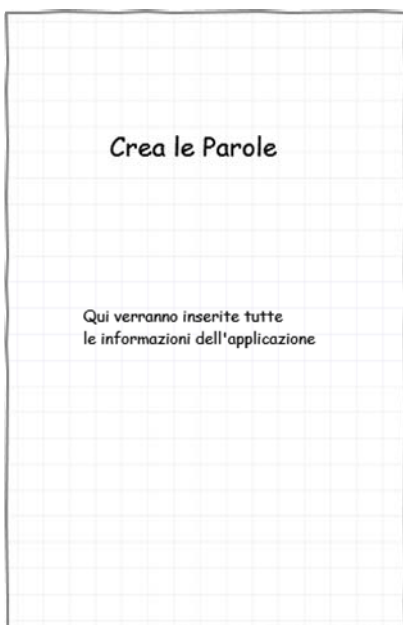 Crea le Parole
Qui verranno inserite tutte
le informazioni dell'applicazione